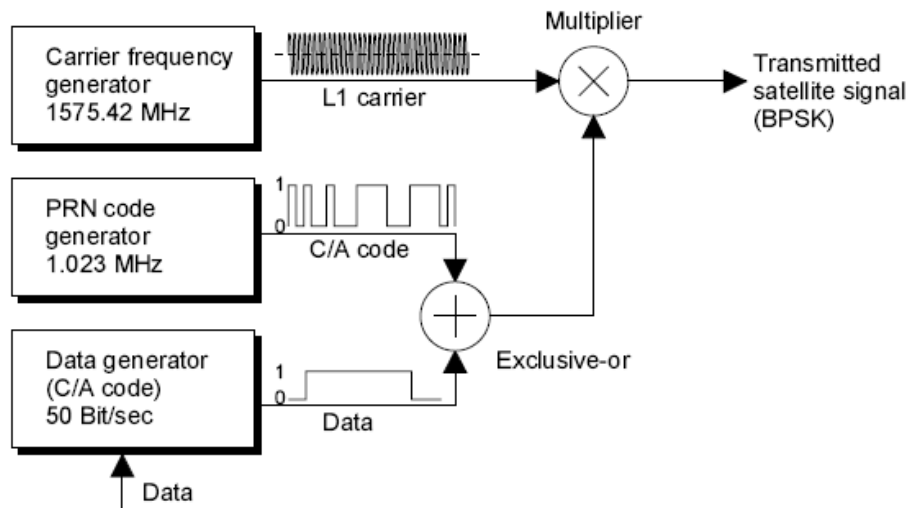 Multiplier
Carrier frequency
generator
1575.42 MHz
L1 carrier
Transmitted
satellite signal
(BPSK)
PRN code
generator
1.023 MHz
1
0
C/A code
Data generator
(C/A code)
50 Bit/sec
1
0
Data
Exclusive-or
Data